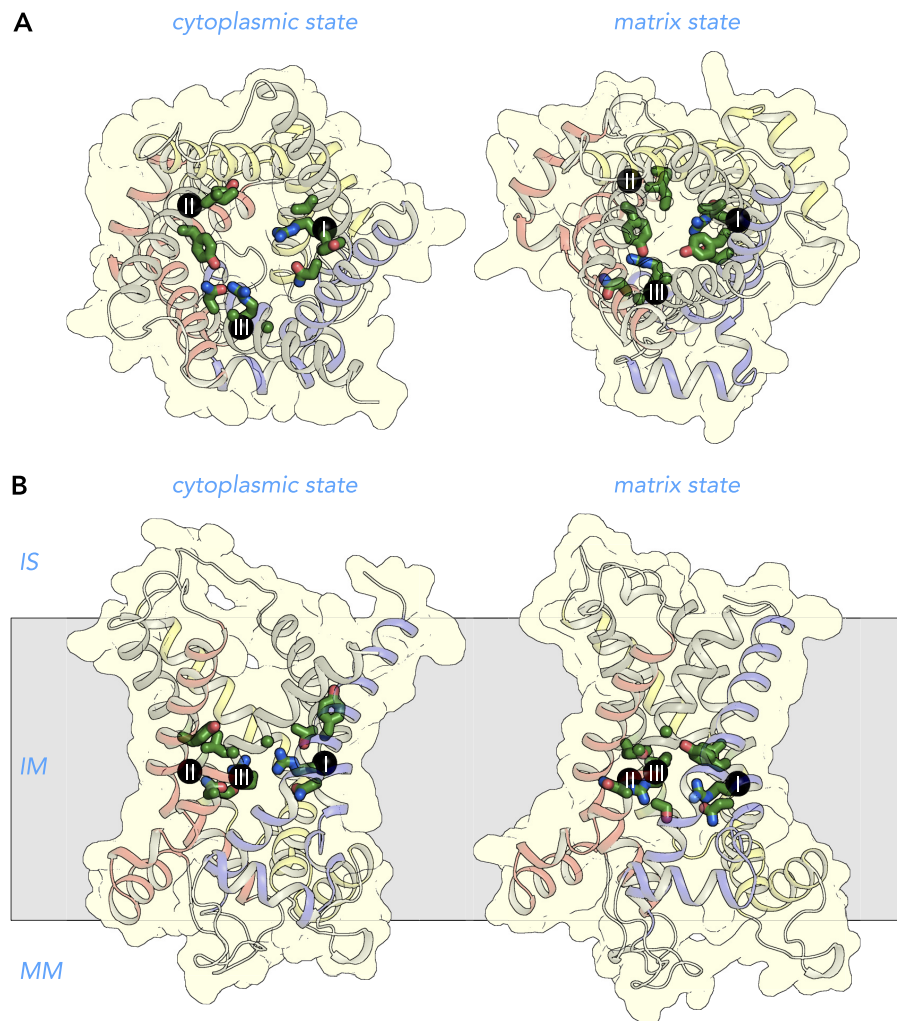 A
cytoplasmic state
matrix state
II
I
III
II
I
III
B
cytoplasmic state
matrix state
IS
IM
II
III
I
II
III
I
MM